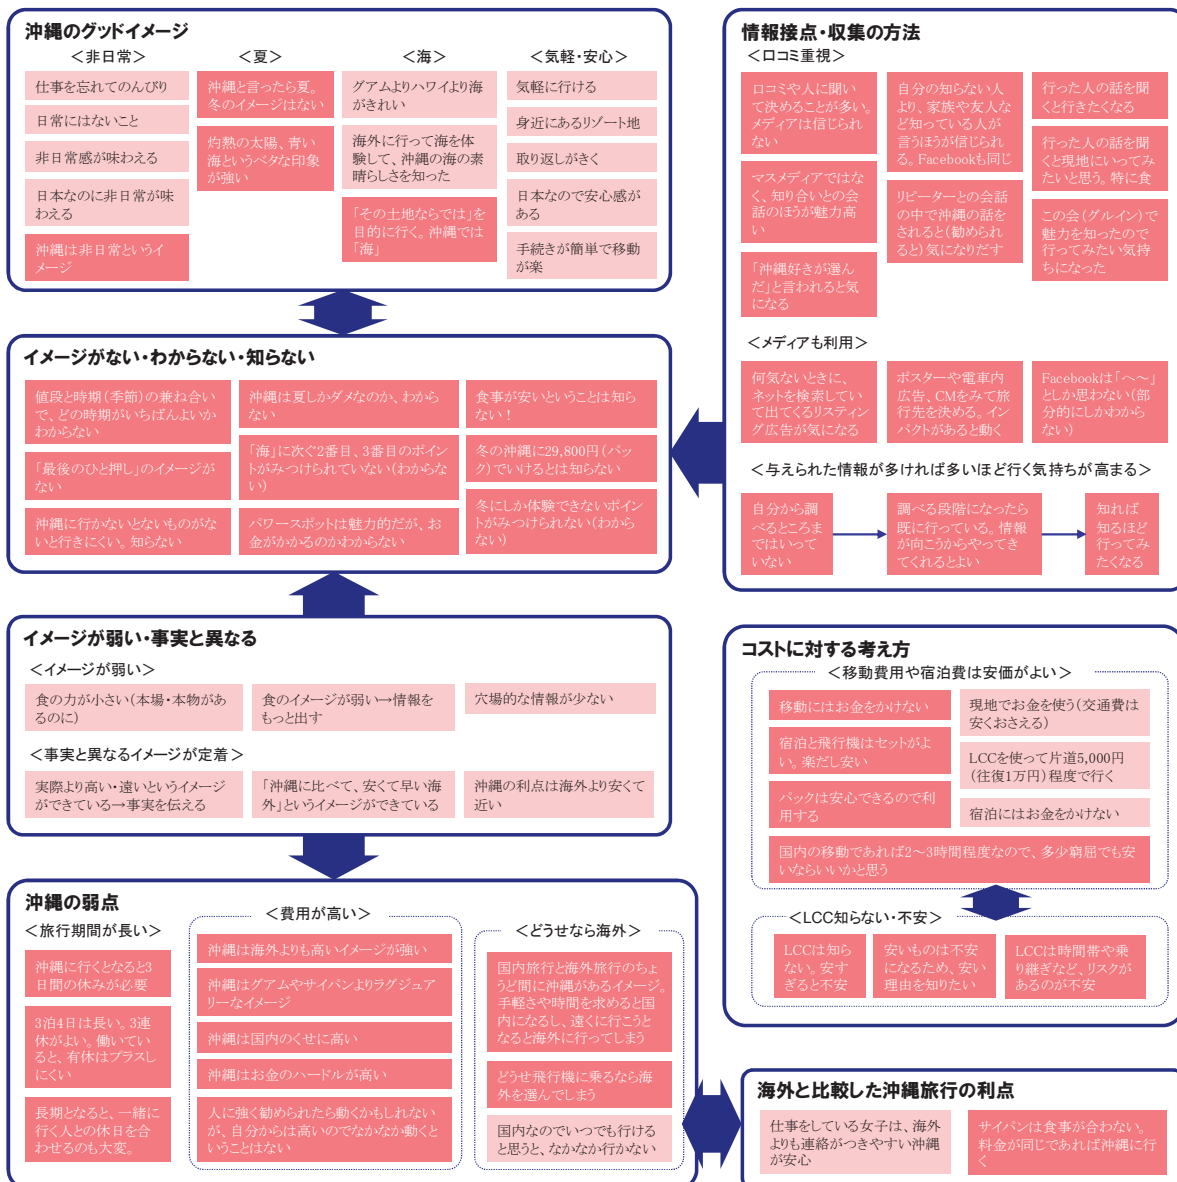 沖縄のグッドイメージ
＜非日常＞
仕事を忘れてのんびり
日常にはないこと
非日常感が味わえる
日本なのに非日常が味
わえる
沖縄は非日常というイ
メージ
＜夏＞
沖縄と言ったら夏。
冬のイメージはない
灼熱の太陽、青い
海というベタな印象
が強い
＜海＞
グアムよりハワイより海
がきれい
海外に行って海を体
験して、沖縄の海の素
晴らしさを知った
「その土地ならでは」を
目的に行く。沖縄では
「海」
＜気軽・安心＞
気軽に行ける
身近にあるリゾート地
取り返しがきく
日本なので安心感が
ある
手続きが簡単で移動
が楽
イメージがない・わからない・知らない
値段と時期（季節）の兼ね合い
で、どの時期がいちばんよいか
わからない
「最後のひと押し」のイメージが
ない
沖縄に行かないとないものがな
いと行きにくい。知らない
沖縄は夏しかダメなのか、わから
ない
「海」に次ぐ2番目、3番目のポイ
ントがみつけられていない（わからな
い）
パワースポットは魅力的だが、お
金がかかるのかわからない
食事が安いということは知
らない！
冬の沖縄に29,800円（パッ
ク）でいけるとは知らない
冬にしか体験できないポイン
トがみつけられない（わから
ない）
イメージが弱い・事実と異なる
＜イメージが弱い＞
食の力が小さい（本場・本物があ
るのに）
食のイメージが弱い→情報を
もっと出す
穴場的な情報が少ない
＜事実と異なるイメージが定着＞
実際より高い・遠いというイメージ
ができている→事実を伝える
「沖縄に比べて、安くて早い海
外」というイメージができている
沖縄の利点は海外より安くて
近い
沖縄の弱点
＜旅行期間が長い＞
沖縄に行くとなると3
日間の休みが必要
3泊4日は長い。3連
休がよい。働いてい
ると、有休はプラスし
にくい
長期となると、一緒に
行く人との休日を合
わせるのも大変。
＜費用が高い＞
沖縄は海外よりも高いイメージが強い
沖縄はグアムやサイパンよりラグジュア
リーなイメージ
沖縄は国内のくせに高い
沖縄はお金のハードルが高い
人に強く勧められたら動くかもしれない
が、自分からは高いのでなかなか動くと
いうことはない
＜どうせなら海外＞
国内旅行と海外旅行のちょ
うど間に沖縄があるイメージ。
手軽さや時間を求めると国
内になるし、遠くに行こうと
なると海外に行ってしまう
どうせ飛行機に乗るなら海
外を選んでしまう
国内なのでいつでも行ける
と思うと、なかなか行かない
情報接点・収集の方法
＜口コミ重視＞
口コミや人に聞い
て決めることが多い。
メディアは信じられ
ない
マスメディアではな
く、知り合いとの会
話のほうが魅力高
い
「沖縄好きが選ん
だ」と言われると気
になる
自分の知らない人
より、家族や友人な
ど知っている人が
言うほうが信じられ
る。Facebookも同じ
リピーターとの会話
の中で沖縄の話を
されると（勧められ
ると）気になりだす
行った人の話を聞
くと行きたくなる
行った人の話を聞
くと現地にいってみ
たいと思う。特に食
この会（グルイン）で
魅力を知ったので
行ってみたい気持
ちになった
＜メディアも利用＞
何気ないときに、
ネットを検索してい
て出てくるリスティン
グ広告が気になる
ポスターや電車内
広告、CMをみて旅
行先を決める。イン
パクトがあると動く
Facebookは「へ～」
としか思わない（部
分的にしかわから
ない）
＜与えられた情報が多ければ多いほど行く気持ちが高まる＞
自分から調
べるところま
ではいって
いない
調べる段階になったら
既に行っている。情報
が向こうからやってき
てくれるとよい
知れば
知るほど
行ってみ
たくなる
コストに対する考え方
＜移動費用や宿泊費は安価がよい＞
移動にはお金をかけない
宿泊と飛行機はセットがよ
い。楽だし安い
パックは安心できるので利
用する
現地でお金を使う（交通費は
安くおさえる）
LCCを使って片道5,000円
（往復1万円）程度で行く
宿泊にはお金をかけない
国内の移動であれば2～3時間程度なので、多少窮屈でも安
いならいいかと思う
＜LCC知らない・不安＞
LCCは知ら
ない。安す
ぎると不安
安いものは不安
になるため、安い
理由を知りたい
LCCは時間帯や乗
り継ぎなど、リスクが
あるのが不安
海外と比較した沖縄旅行の利点
仕事をしている女子は、海外
よりも連絡がつきやすい沖縄
が安心
サイパンは食事が合わない。
料金が同じであれば沖縄に行
く